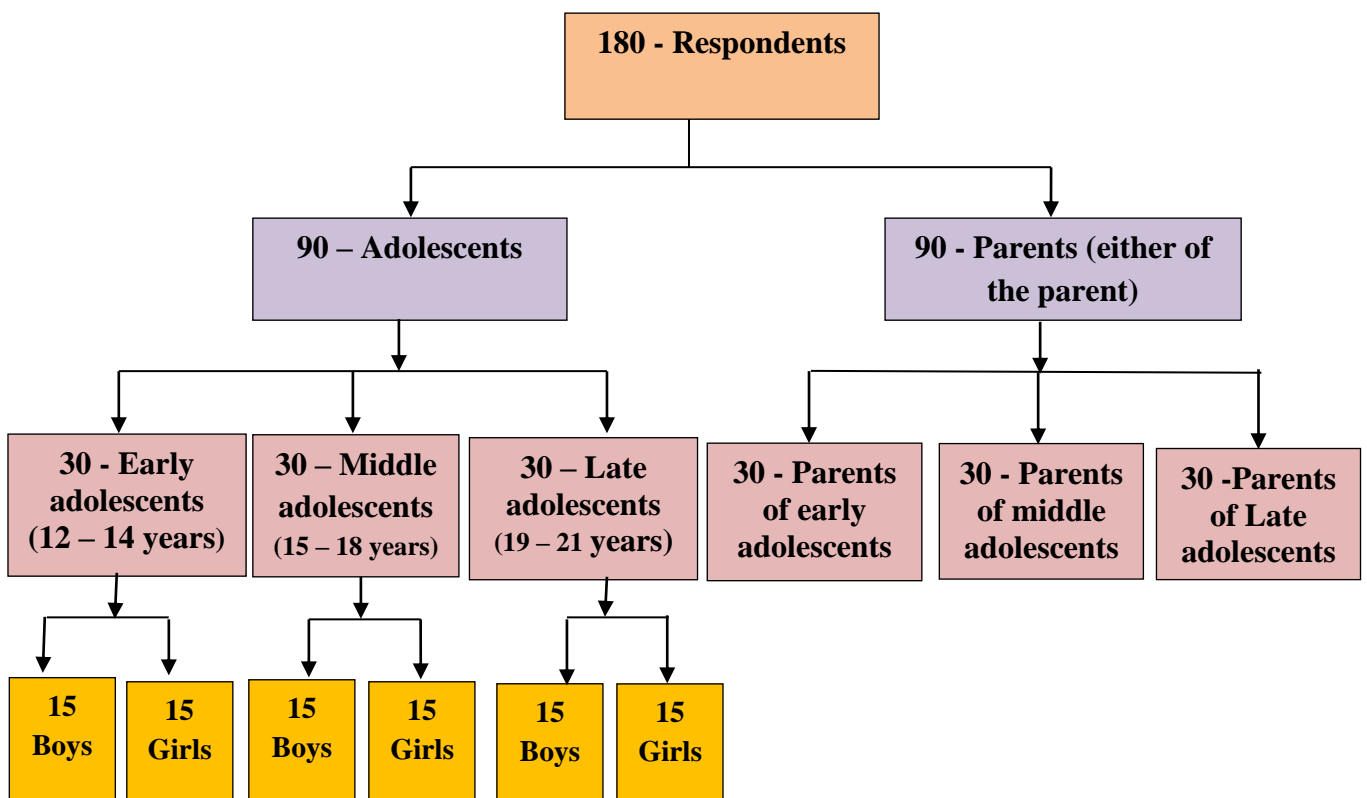 180 - Respondents
90 – Adolescents
90 - Parents (either of
the parent)
30 - Early
adolescents
(12 – 14 years)
30 – Middle
adolescents
(15 – 18 years)
30 – Late
adolescents
(19 – 21 years)
30 - Parents
of early
adolescents
30 - Parents
of middle
adolescents
30 -Parents
of Late
adolescents
15
Boys
15
Girls
15
Boys
15
Girls
15
Boys
15
Girls